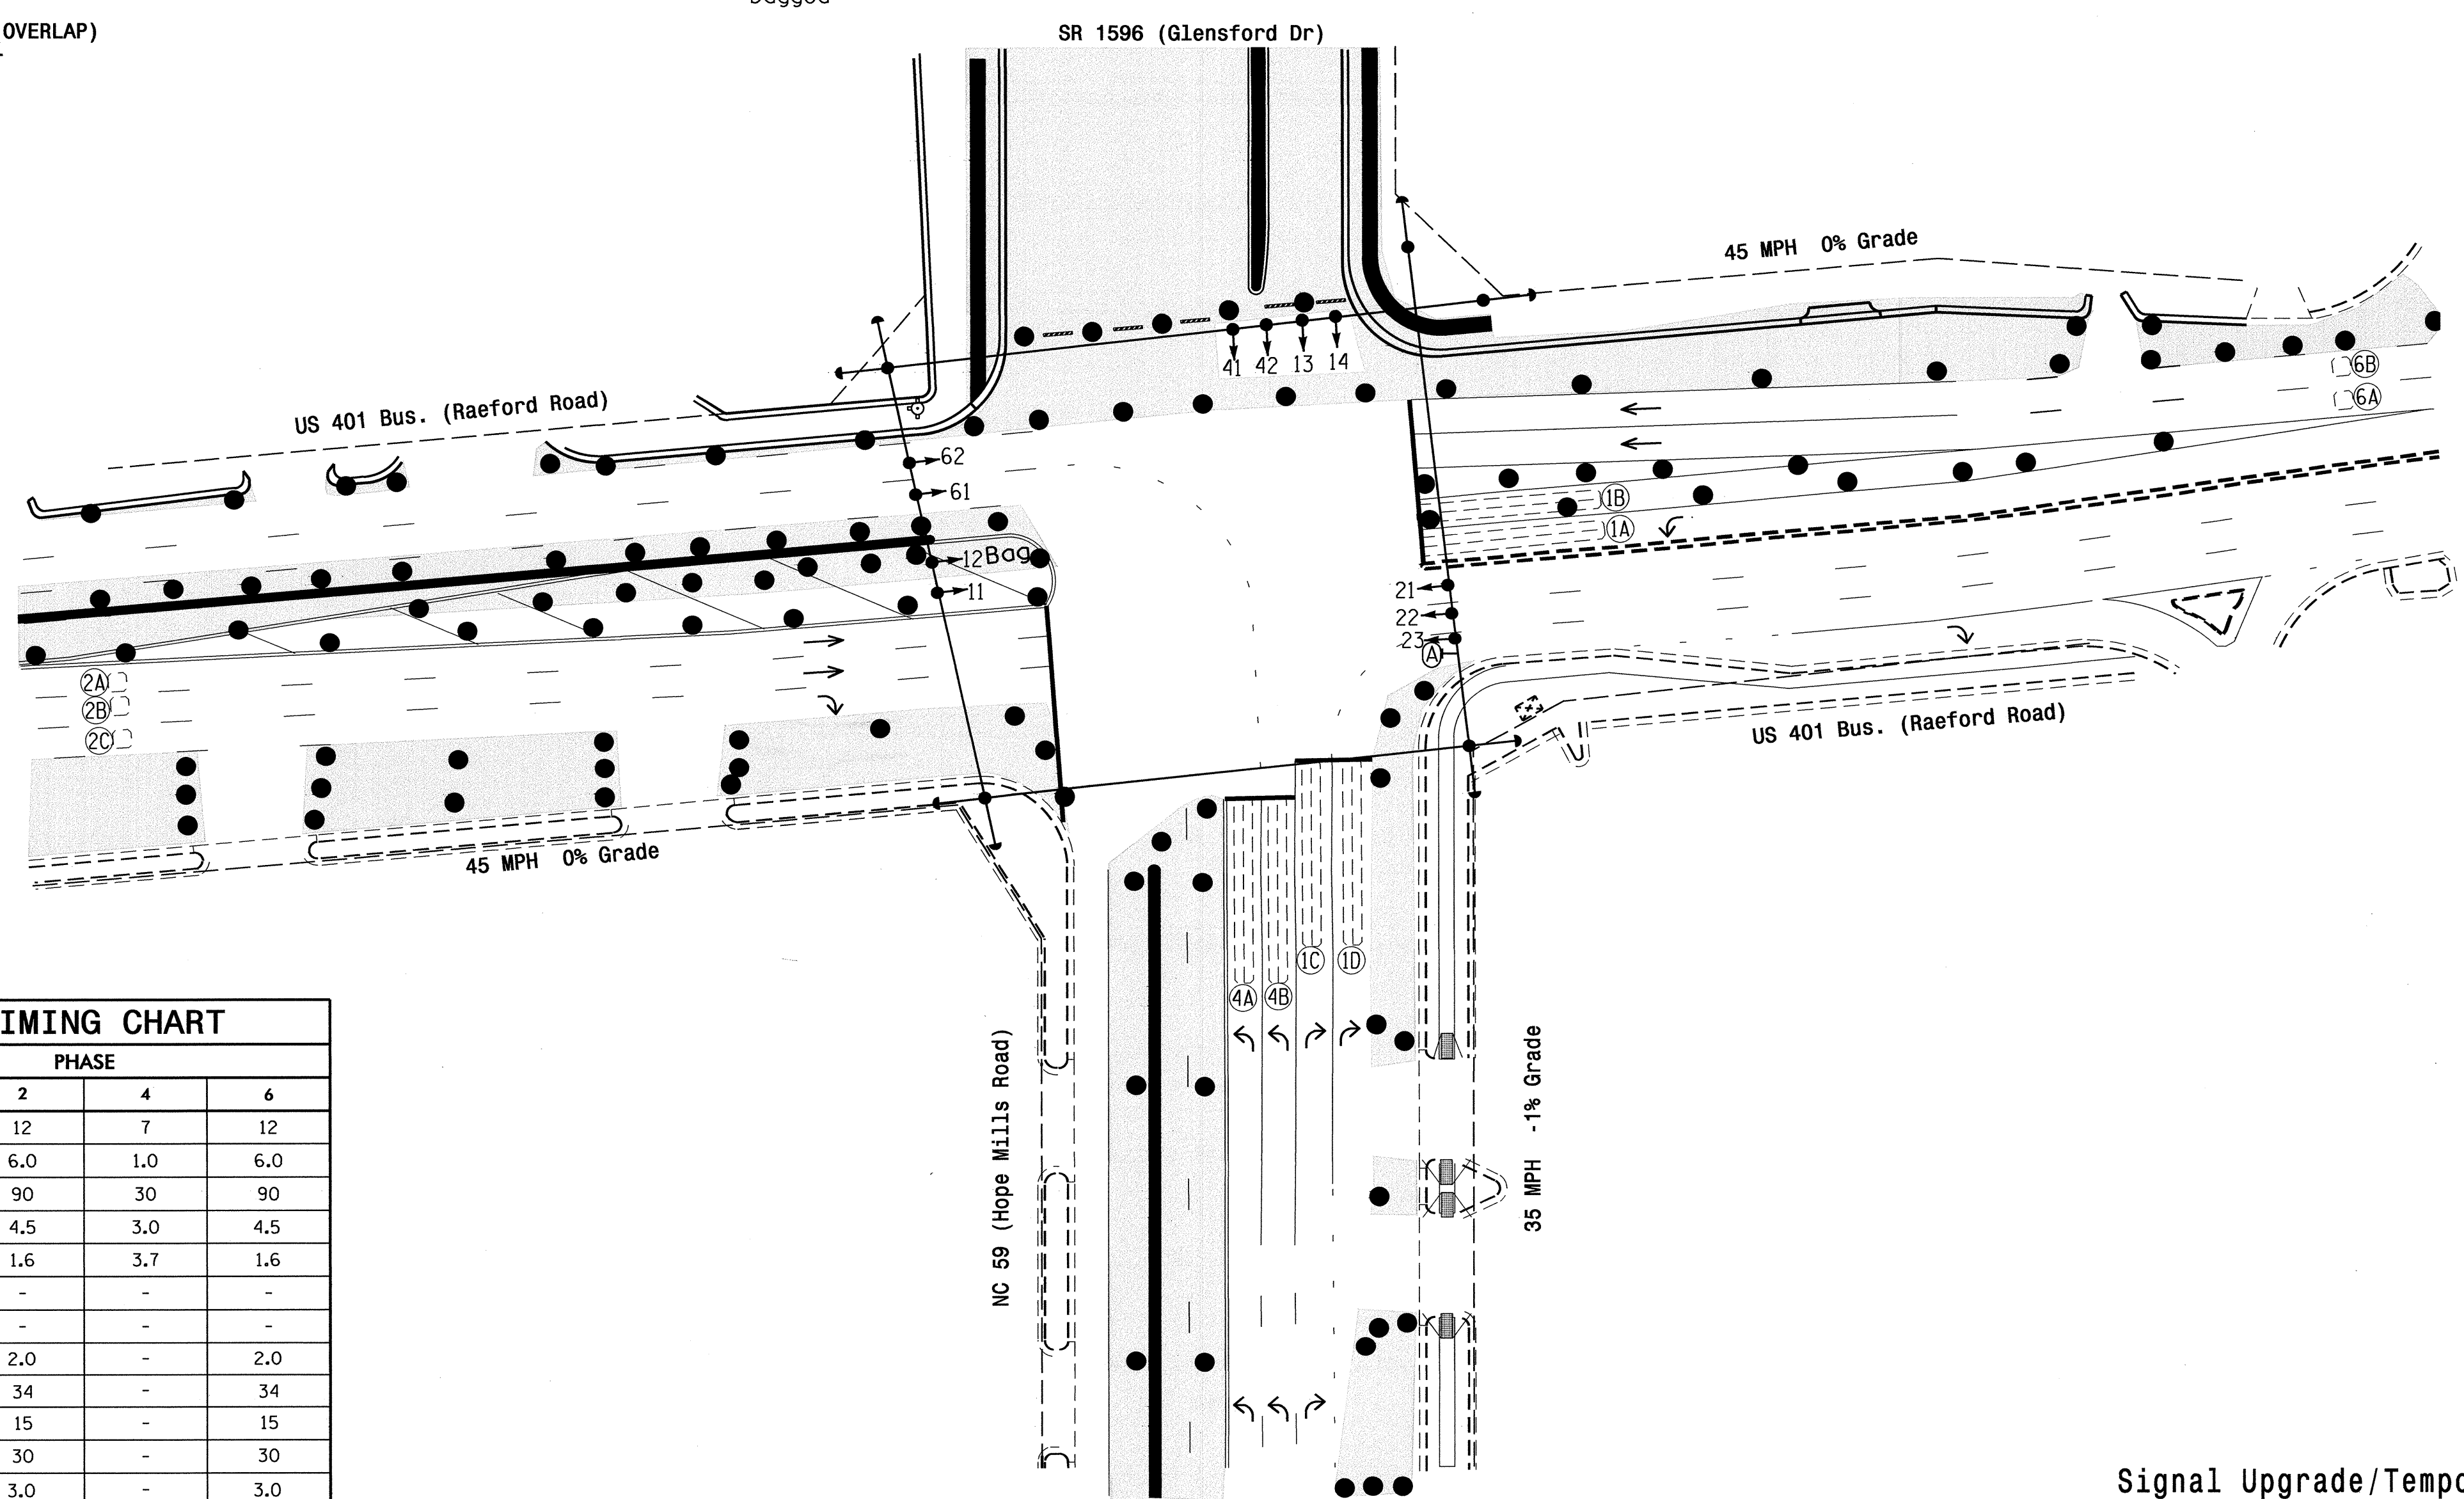 OVERLAP)
SR 1596 (Glensford Dr)
45 MPH 0% Grade
US 401 Bus. (Raeford Road)
41 42 13 14
6B
6A
62
61
1B
1A
12 Bag
11
21
22
23
A
2A
2B
2C
US 401 Bus. (Raeford Road)
45 MPH 0% Grade
1C 1D
4A 4B
NC 59 (Hope Mills Road)
35 MPH -1% Grade
IMING CHART
PHASE
2 4 6
12 7 12
6.0 1.0 6.0
90 30 90
4.5 3.0 4.5
1.6 3.7 1.6
- - -
- - -
2.0 - 2.0
34 - 34
15 - 15
30 - 30
3.0 - 3.0
Signal Upgrade/Tempo